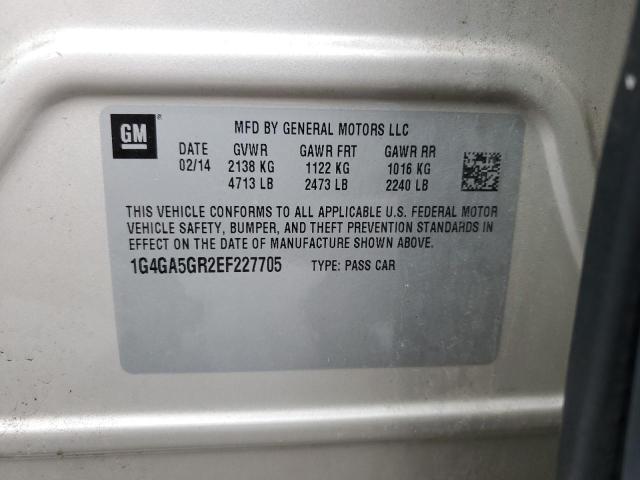 GM
MFD BY GENERAL MOTORS LLC
DATE GVWR GAWR FRT GAWR RR
02/14 2138 KG 1122 KG 1016 KG
4713 LB 2473 LB 2240 LB
THIS VEHICLE CONFORMS TO ALL APPLICABLE U.S. FEDERAL MOTOR
VEHICLE SAFETY, BUMPER, AND THEFT PREVENTION STANDARDS IN
EFFECT ON THE DATE OF MANUFACTURE SHOWN ABOVE.
1G4GA5GR2EF227705 TYPE: PASS CAR